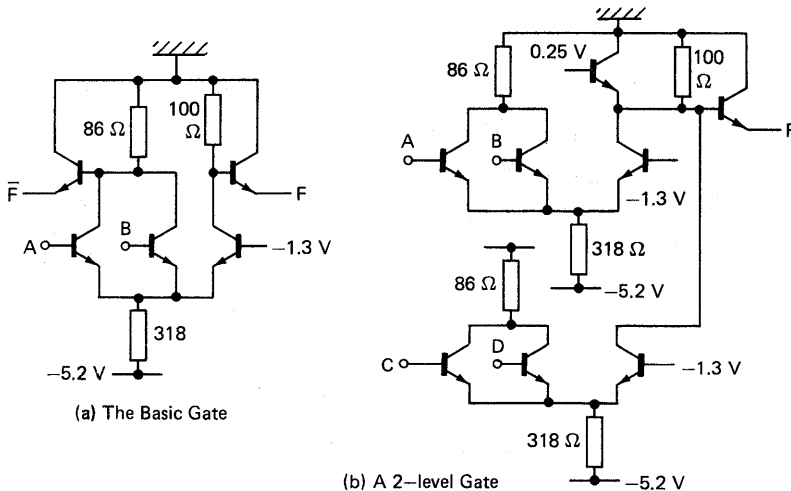 86 Ω
100
Ω
F̅
F
A
B
−1.3 V
318
−5.2 V
(a) The Basic Gate
86 Ω
0.25 V
100
Ω
F
A
B
−1.3 V
318 Ω
−5.2 V
86 Ω
C
D
−1.3 V
318 Ω
−5.2 V
(b) A 2−level Gate